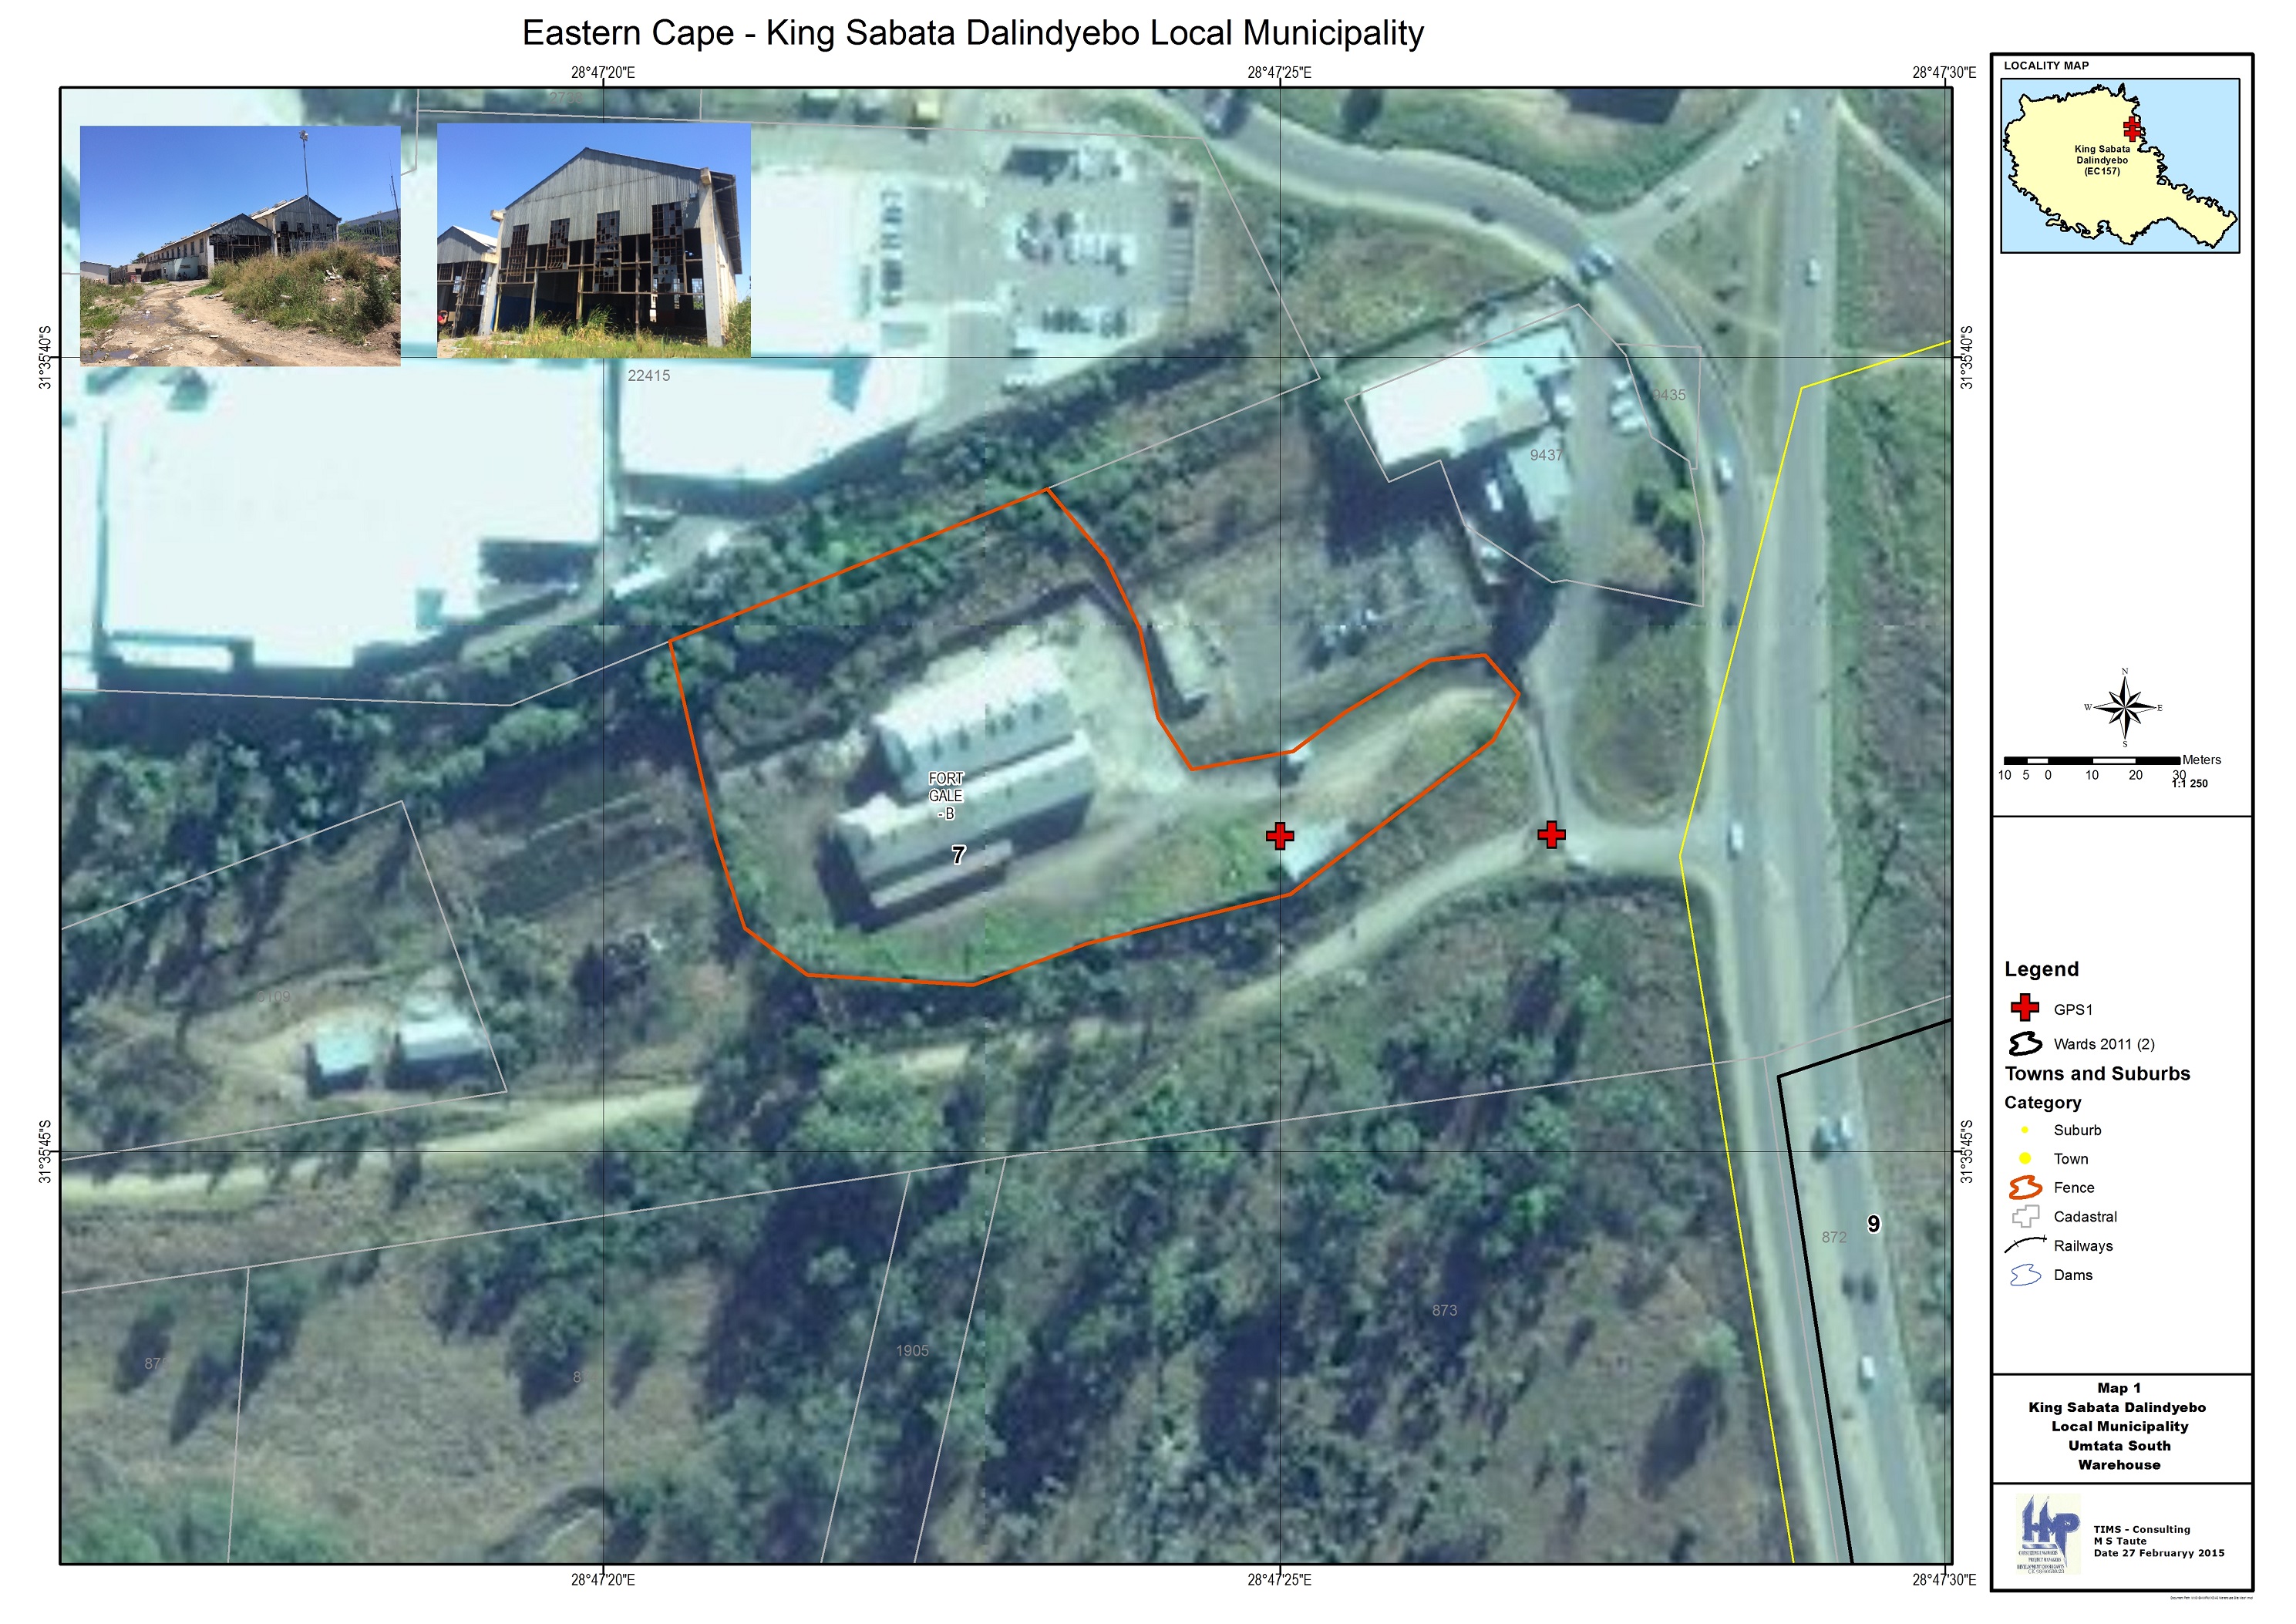 Eastern Cape - King Sabata Dalindyebo Local Municipality
28°47'20"E
28°47'25"E
28°47'30"E
31°35'40"S
31°35'40"S
31°35'45"S
31°35'45"S
22415
9435
9437
FORT
GALE
- B
7
9
872
873
1905
87
8
28°47'20"E
28°47'25"E
28°47'30"E
LOCALITY MAP
King Sabata
Dalindyebo
(EC157)
N
W
E
S
Meters
10 5 0 10 20 30
1:1 250
Legend
GPS1
Wards 2011 (2)
Towns and Suburbs
Category
Suburb
Town
Fence
Cadastral
Railways
Dams
Map 1
King Sabata Dalindyebo
Local Municipality
Umtata South
Warehouse
TIMS - Consulting
M S Taute
Date 27 Februaryy 2015